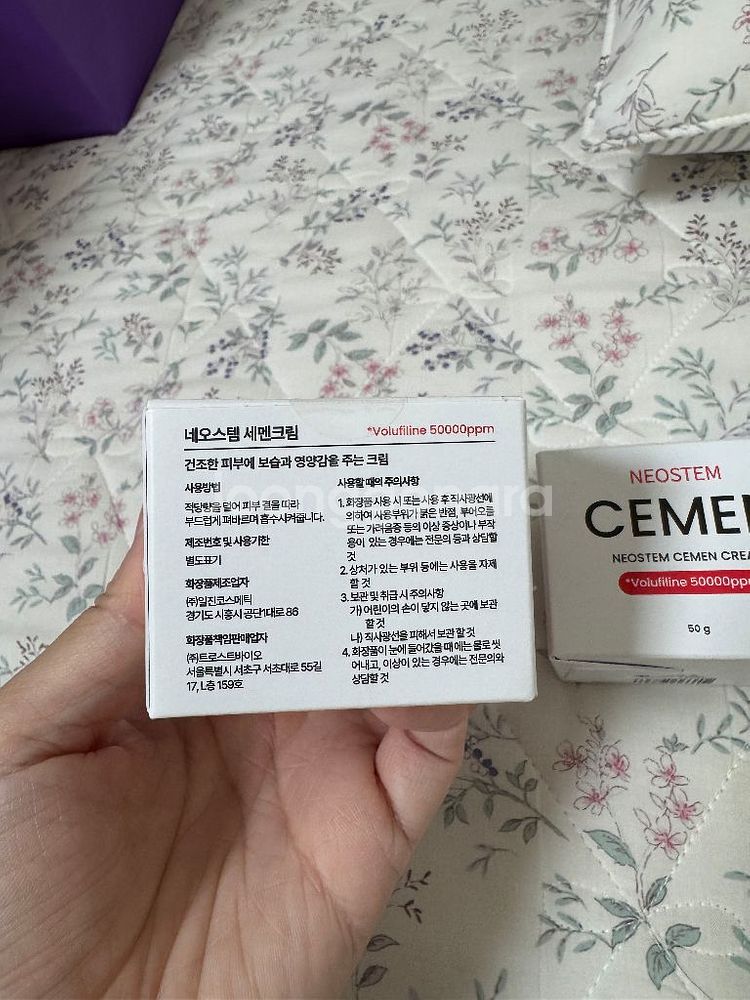 네오스템 세멘크림
*Volufiline 50000ppm
건조한 피부에 보습과 영양감을 주는 크림
사용방법
적당량을 덜어 피부 결을 따라
부드럽게 펴바르며 흡수시켜줍니다.
제조번호 및 사용기한
별도표기
화장품제조업자
(주)일진코스메틱
경기도 시흥시 공단1대로 86
화장품책임판매업자
(주)트로스트바이오
서울특별시 서초구 서초대로 55길
17, L층 159호
사용할 때의 주의사항
1. 화장품 사용 시 또는 사용 후 직사광선에
의하여 사용부위가 붉은 반점, 부어오름
또는 가려움증 등의 이상 증상이나 부작
용이 있는 경우에는 전문의 등과 상담할
것
2. 상처가 있는 부위 등에는 사용을 자제
할 것
3. 보관 및 취급 시 주의사항
가) 어린이의 손이 닿지 않는 곳에 보관
할 것
나) 직사광선을 피해서 보관 할 것
4. 화장품이 눈에 들어갔을 때에는 물로 씻
어내고, 이상이 있는 경우에는 전문의와
상담할 것
NEOSTEM
CEMEN
NEOSTEM CEMEN CREA
*Volufiline 50000ppm
50 g